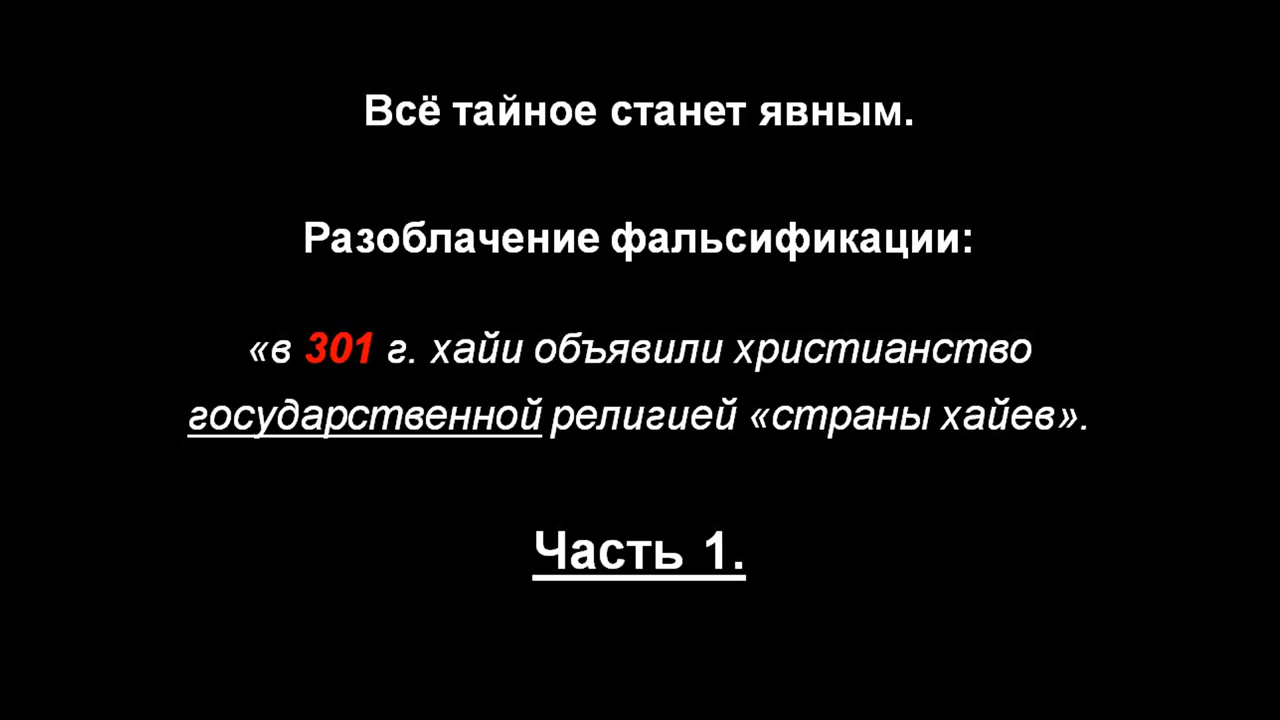 Всё тайное станет явным.
Разоблачение фальсификации:
«в 301 г. хайи объявили христианство
государственной религией «страны хайев».
Часть 1.